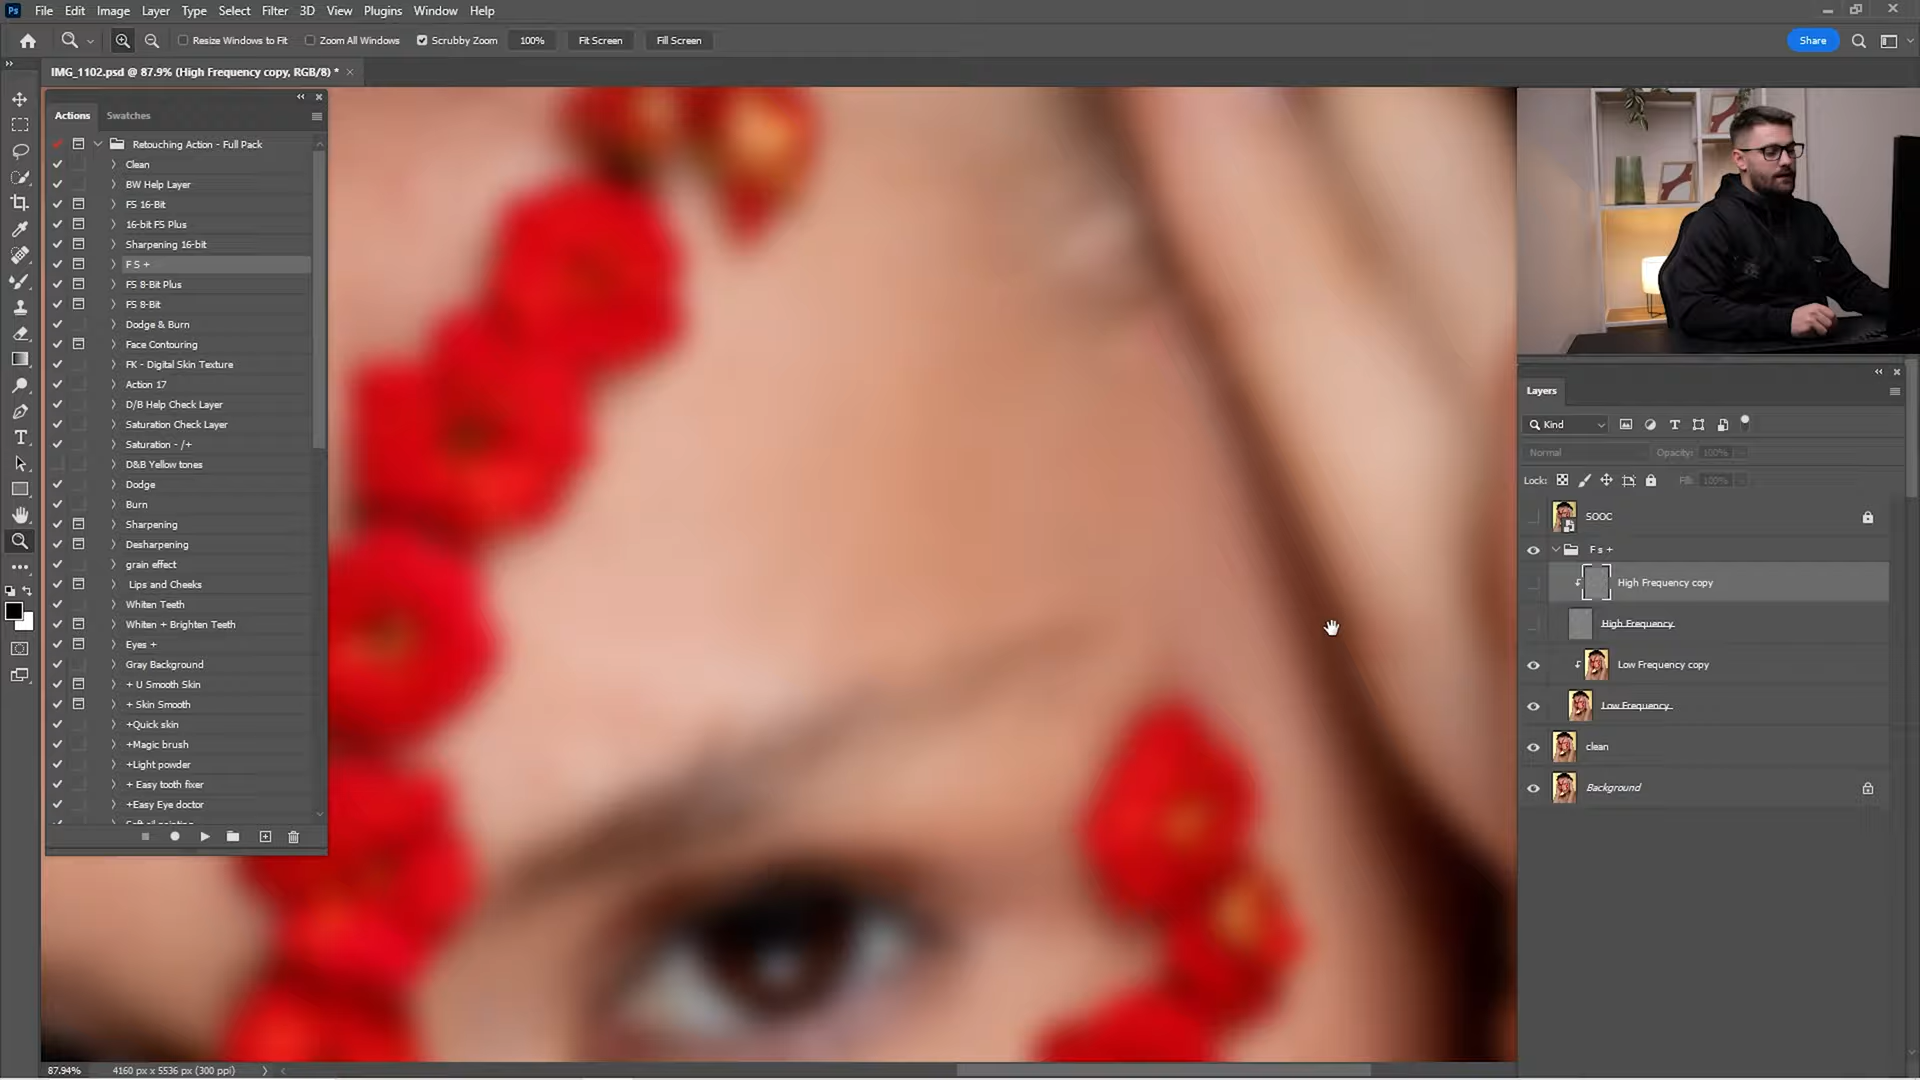 Ps File Edit Image Layer Type Select Filter 3D View Plugins Window Help
Resize Windows to Fit Zoom All Windows Scrubby Zoom 100% Fit Screen Fill Screen Share
IMG_1102.psd @ 87.9% (High Frequency copy, RGB/8) *
Actions Swatches
Retouching Action - Full Pack
Clean
BW Help Layer
FS 16-Bit
16-bit FS Plus
Sharpening 16-bit
F S +
FS 8-Bit Plus
FS 8-Bit
Dodge & Burn
Face Contouring
FK - Digital Skin Texture
Action 17
D/B Help Check Layer
Saturation Check Layer
Saturation - /+
D&B Yellow tones
Dodge
Burn
Sharpening
Desharpening
grain effect
Lips and Cheeks
Whiten Teeth
Whiten + Brighten Teeth
Eyes +
Gray Background
+ U Smooth Skin
+ Skin Smooth
+Quick skin
+Magic brush
+Light powder
+ Easy tooth fixer
+Easy Eye doctor
Layers
Kind
Normal Opacity: 100%
Lock: Fill: 100%
SOOC
F s +
High Frequency copy
High Frequency
Low Frequency copy
Low Frequency
clean
Background
87.94% 4160 px x 5536 px (300 ppi)